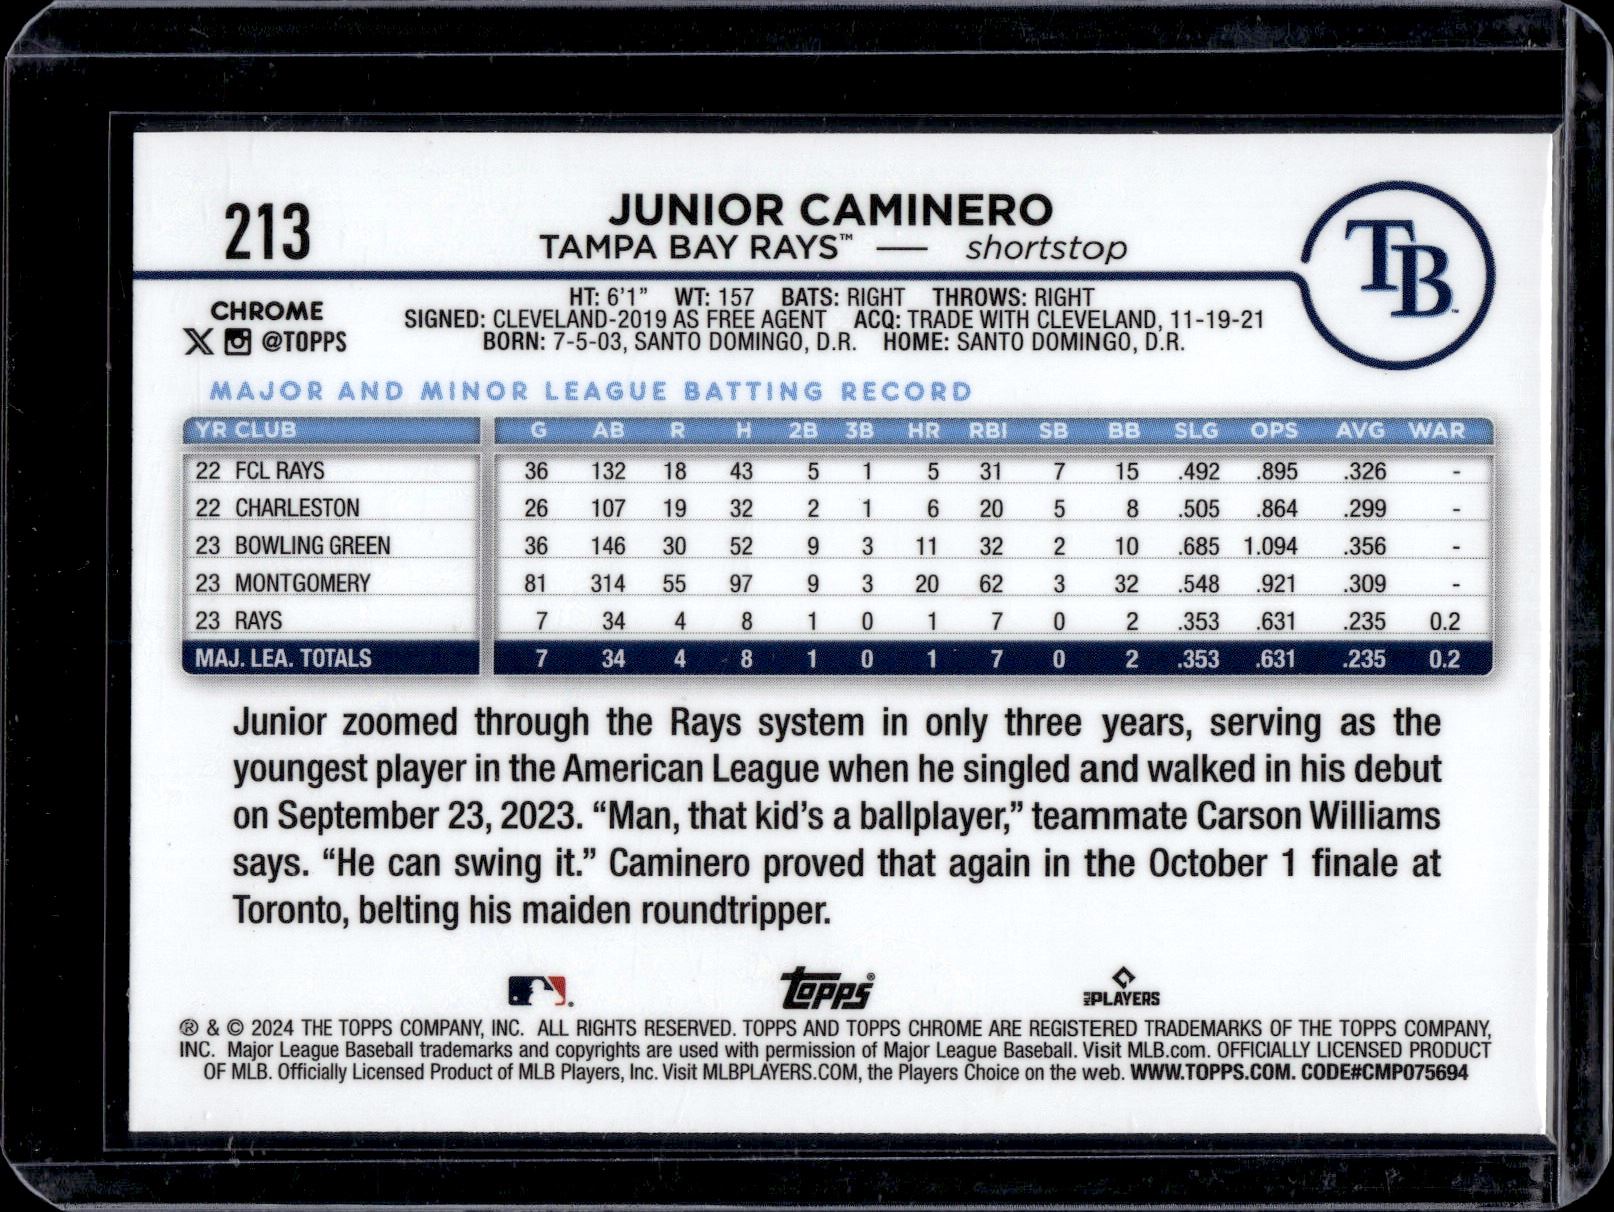 213
JUNIOR CAMINERO
TAMPA BAY RAYS™ — shortstop
TB™
CHROME
X @TOPPS
HT: 6'1" WT: 157 BATS: RIGHT THROWS: RIGHT
SIGNED: CLEVELAND-2019 AS FREE AGENT ACQ: TRADE WITH CLEVELAND, 11-19-21
BORN: 7-5-03, SANTO DOMINGO, D.R. HOME: SANTO DOMINGO, D.R.
MAJOR AND MINOR LEAGUE BATTING RECORD
YR CLUB G AB R H 2B 3B HR RBI SB BB SLG OPS AVG WAR
22 FCL RAYS 36 132 18 43 5 1 5 31 7 15 .492 .895 .326 -
22 CHARLESTON 26 107 19 32 2 1 6 20 5 8 .505 .864 .299 -
23 BOWLING GREEN 36 146 30 52 9 3 11 32 2 10 .685 1.094 .356 -
23 MONTGOMERY 81 314 55 97 9 3 20 62 3 32 .548 .921 .309 -
23 RAYS 7 34 4 8 1 0 1 7 0 2 .353 .631 .235 0.2
MAJ. LEA. TOTALS 7 34 4 8 1 0 1 7 0 2 .353 .631 .235 0.2
Junior zoomed through the Rays system in only three years, serving as the
youngest player in the American League when he singled and walked in his debut
on September 23, 2023. “Man, that kid’s a ballplayer,” teammate Carson Williams
says. “He can swing it.” Caminero proved that again in the October 1 finale at
Toronto, belting his maiden roundtripper.
Topps®
MLB PLAYERS
® & © 2024 THE TOPPS COMPANY, INC. ALL RIGHTS RESERVED. TOPPS AND TOPPS CHROME ARE REGISTERED TRADEMARKS OF THE TOPPS COMPANY,
INC. Major League Baseball trademarks and copyrights are used with permission of Major League Baseball. Visit MLB.com. OFFICIALLY LICENSED PRODUCT
OF MLB. Officially Licensed Product of MLB Players, Inc. Visit MLBPLAYERS.COM, the Players Choice on the web. WWW.TOPPS.COM. CODE#CMP075694